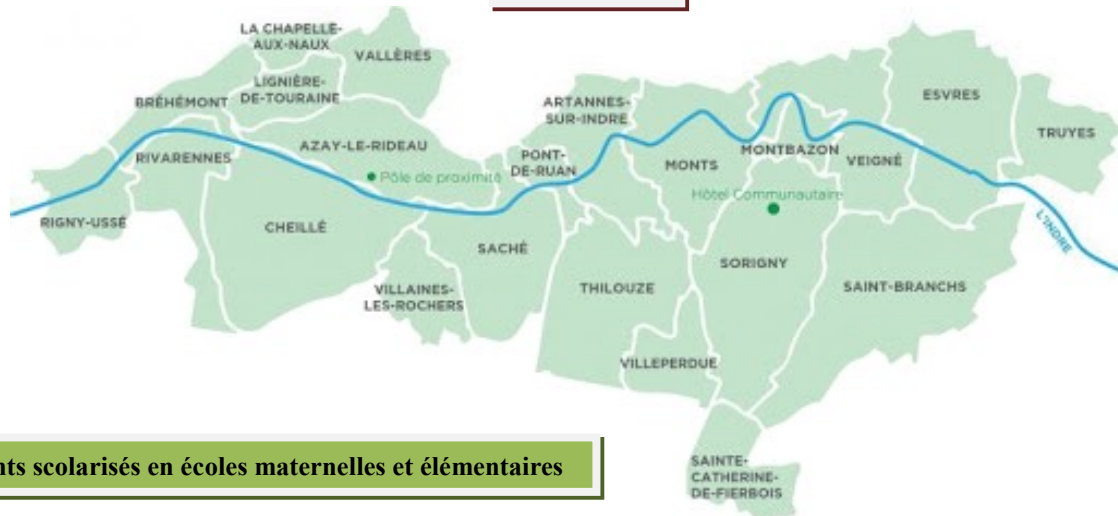 LA CHAPELLE-
AUX-NAUX
VALLÈRES
LIGNIÈRE-
DE-TOURAINE
BRÉHÉMONT
ESVRES
ARTANNES-
SUR-INDRE
TRUYES
AZAY-LE-RIDEAU
RIVARENNES
MONTBAZON
PONT-
DE-RUAN
MONTS
VEIGNÉ
Pôle de proximité
Hôtel Communautaire
RIGNY-USSÉ
CHEILLÉ
L'INDRE
SACHÉ
SORIGNY
VILLAINES-
LES-ROCHERS
THILOUZE
SAINT-BRANCHS
VILLEPERDUE
SAINTE-
CATHERINE-
DE-FIERBOIS
nts scolarisés en écoles maternelles et élémentaires